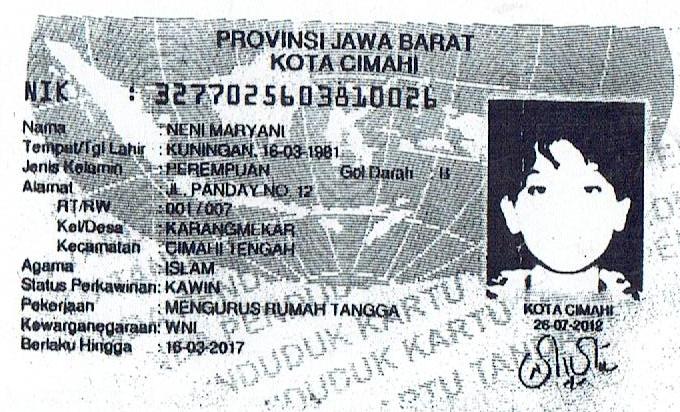 PROVINSI JAWA BARAT
KOTA CIMAHI
NIK : 3277025603810026
Nama : NENI MARYANI
Tempat/Tgl Lahir : KUNINGAN, 16-03-1981
Jenis Kelamin : PEREMPUAN Gol Darah : B
Alamat : JL. PANDAY NO. 12
RT/RW : 001/007
Kel/Desa : KARANGMEKAR
Kecamatan : CIMAHI TENGAH
Agama : ISLAM
Status Perkawinan: KAWIN
Pekerjaan : MENGURUS RUMAH TANGGA
Kewarganegaraan: WNI
Berlaku Hingga : 16-03-2017
KOTA CIMAHI
26-07-2012